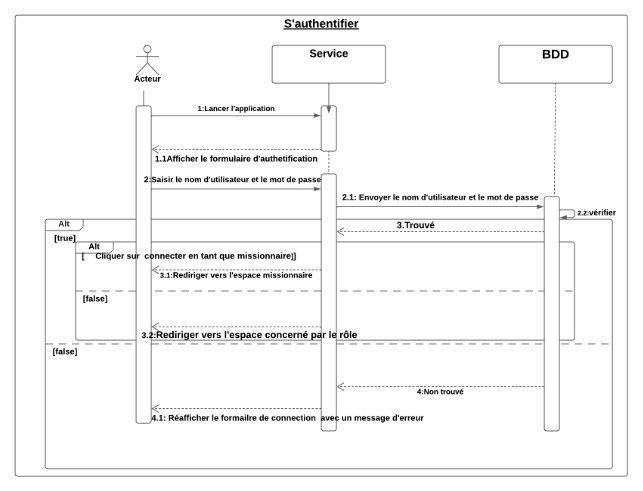 S'authentifier
Service
BDD
Acteur
1:Lancer l'application
1.1Afficher le formulaire d'authetification
2:Saisir le nom d'utilisateur et le mot de passe
2.1: Envoyer le nom d'utilisateur et le mot de passe
2.2:vérifier
Alt
3.Trouvé
[true]
Alt
[ Cliquer sur connecter en tant que missionnaire)]
3.1:Rediriger vers l'espace missionnaire
[false]
3.2:Rediriger vers l'espace concerné par le rôle
[false]
4:Non trouvé
4.1: Réafficher le formailre de connection avec un message d'erreur